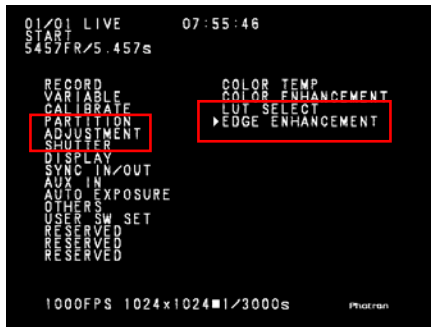 01/01 LIVE 07:55:46
START
5457FR/5.457s
RECORD
VARIABLE
CALIBRATE
PARTITION
ADJUSTMENT
SHUTTER
DISPLAY
SYNC IN/OUT
AUX IN
AUTO EXPOSURE
OTHERS
USER SW SET
RESERVED
RESERVED
RESERVED
COLOR TEMP
COLOR ENHANCEMENT
LUT SELECT
▶EDGE ENHANCEMENT
1000FPS 1024x1024■1/3000s
Photron